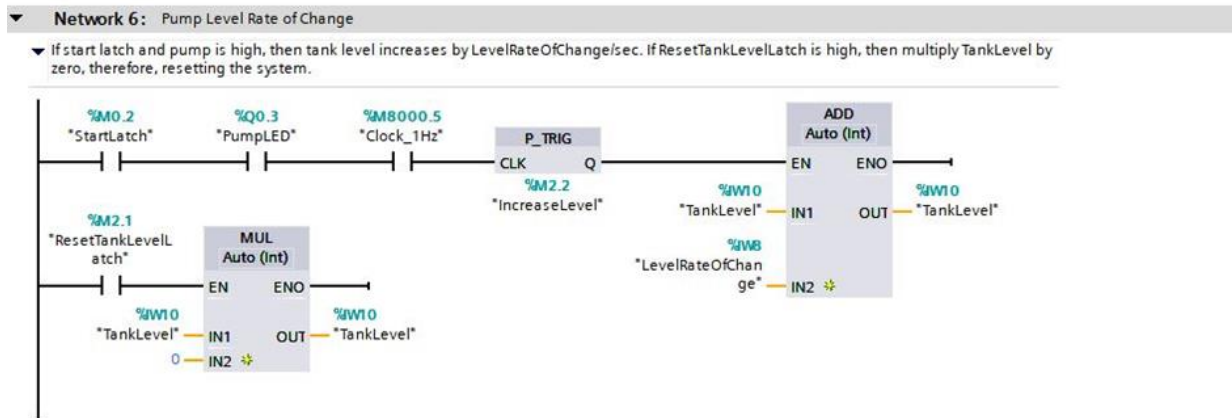 Network 6: Pump Level Rate of Change
If start latch and pump is high, then tank level increases by LevelRateOfChange/sec. If ResetTankLevelLatch is high, then multiply TankLevel by
zero, therefore, resetting the system.
%M0.2
"StartLatch"
%Q0.3
"PumpLED"
%M8000.5
"Clock_1Hz"
P_TRIG
CLK Q
%M2.2
"IncreaseLevel"
ADD
Auto (Int)
EN ENO
%IW10
"TankLevel"
IN1
OUT
%IW10
"TankLevel"
%IW8
"LevelRateOfChan
ge"
IN2
%M2.1
"ResetTankLevelL
atch"
MUL
Auto (Int)
EN ENO
%IW10
"TankLevel"
IN1
OUT
%IW10
"TankLevel"
0
IN2